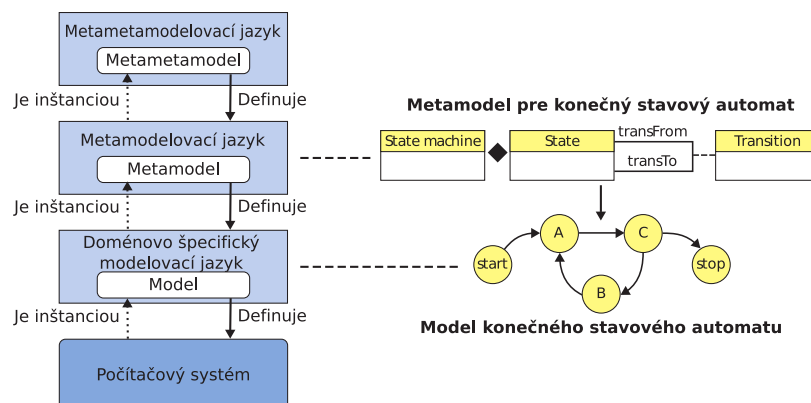 Metametamodelovací jazyk
Metametamodel
Je inštanciou
Definuje
Metamodelovací jazyk
Metamodel
Je inštanciou
Definuje
Doménovo špecifický
modelovací jazyk
Model
Je inštanciou
Definuje
Počítačový systém
Metamodel pre konečný stavový automat
State machine
State
transFrom
transTo
Transition
start
A
C
B
stop
Model konečného stavového automatu